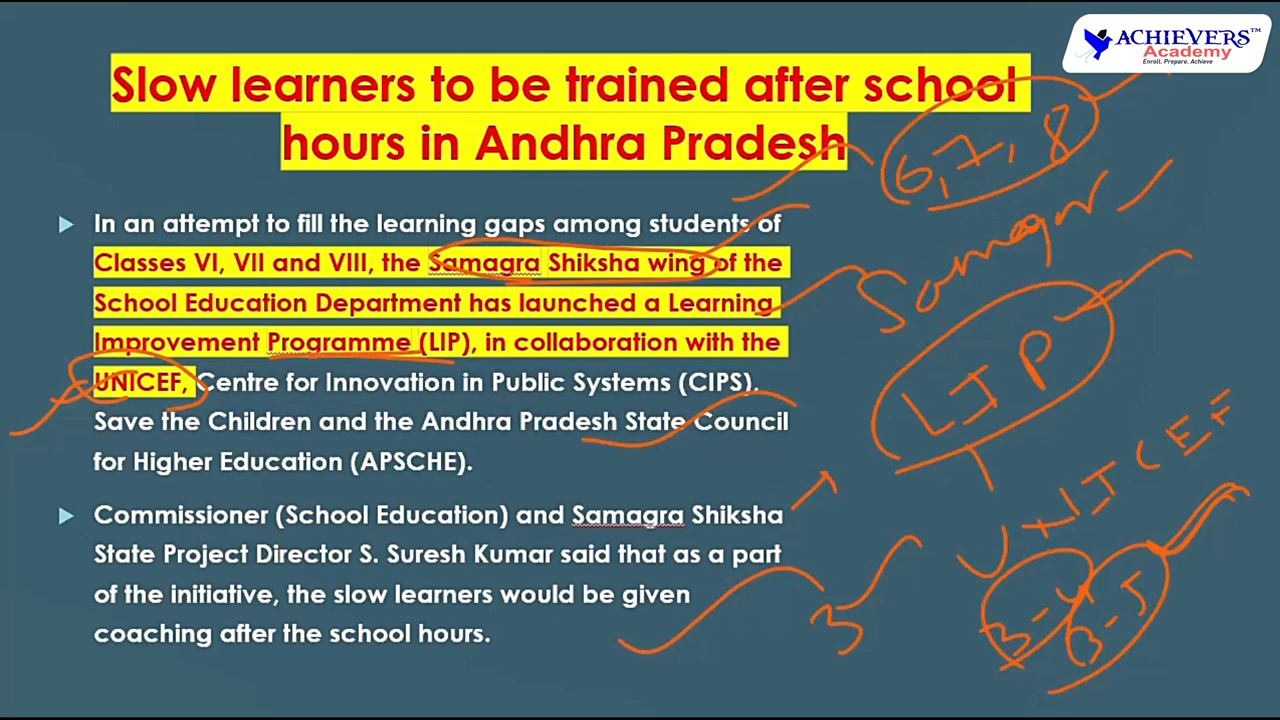 ACHIEVERS™
Academy
Enroll. Prepare. Achieve
Slow learners to be trained after school
hours in Andhra Pradesh
6, 7, 8
In an attempt to fill the learning gaps among students of
Classes VI, VII and VIII, the Samagra Shiksha wing of the
School Education Department has launched a Learning
Improvement Programme (LIP), in collaboration with the
UNICEF, Centre for Innovation in Public Systems (CIPS),
Save the Children and the Andhra Pradesh State Council
for Higher Education (APSCHE).
Samagr
LIP
UNICEF
Commissioner (School Education) and Samagra Shiksha
State Project Director S. Suresh Kumar said that as a part
of the initiative, the slow learners would be given
coaching after the school hours.
3